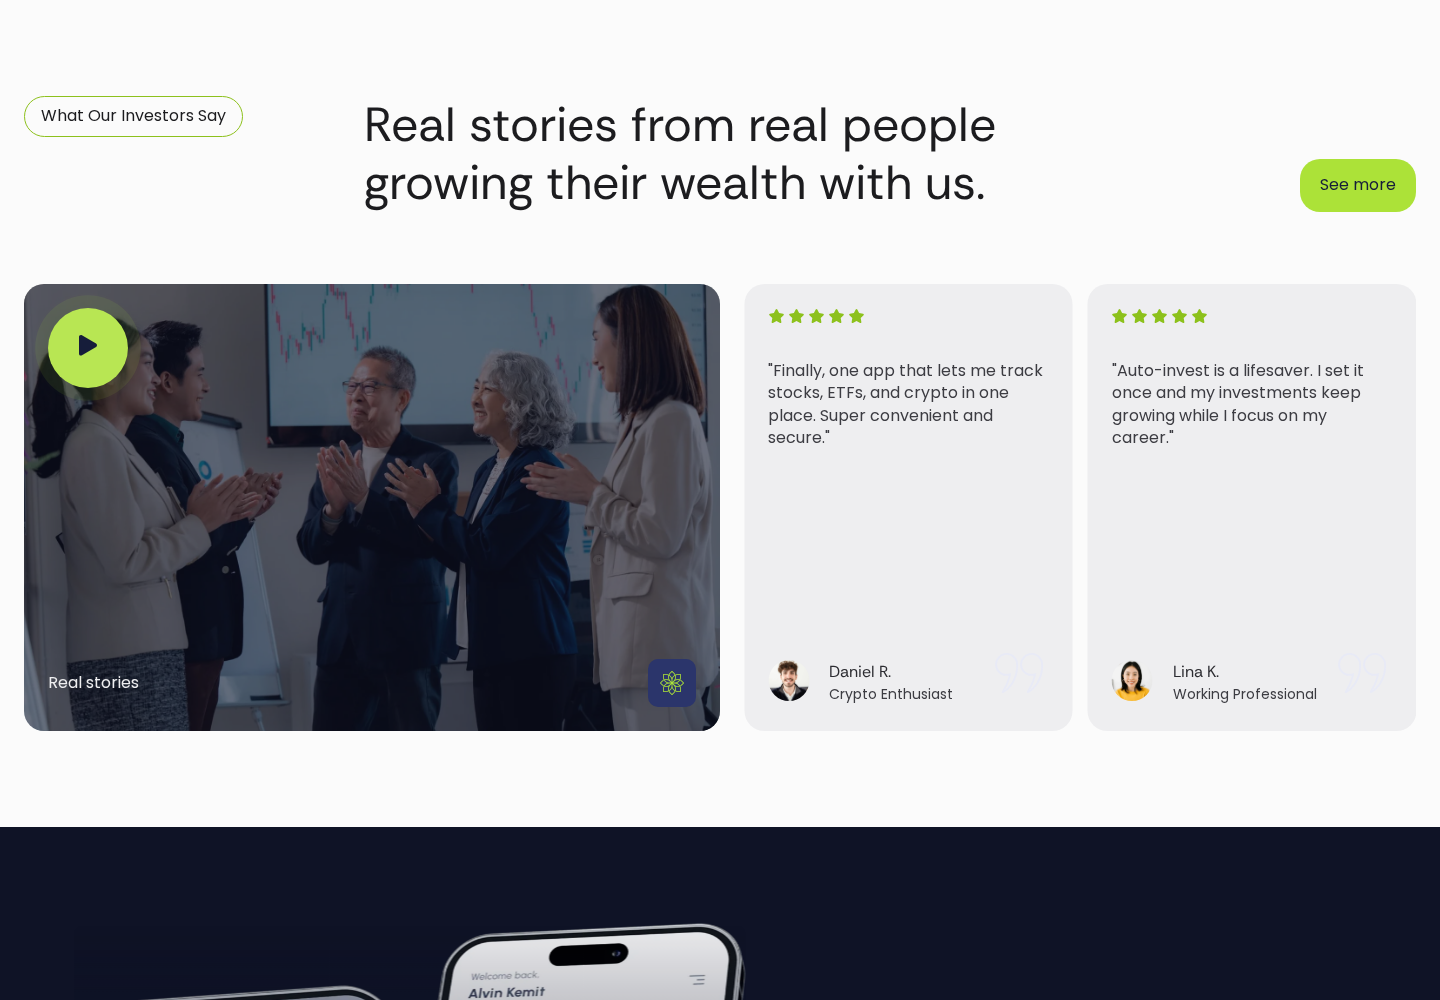 What Our Investors Say
Real stories from real people
growing their wealth with us.
See more
Real stories
"Finally, one app that lets me track
stocks, ETFs, and crypto in one
place. Super convenient and
secure."
Daniel R.
Crypto Enthusiast
"Auto-invest is a lifesaver. I set it
once and my investments keep
growing while I focus on my
career."
Lina K.
Working Professional
Welcome back.
Alvin Kemit